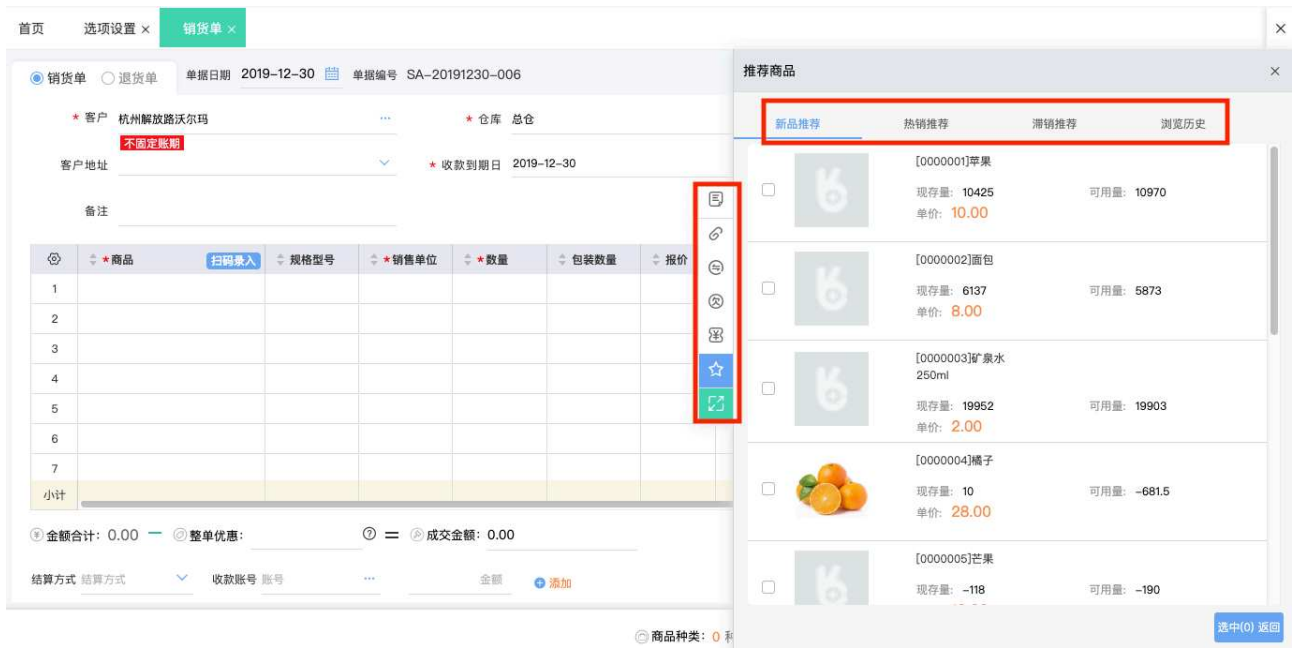 首页 选项设置 × 销货单 ×
销货单 退货单 单据日期 2019-12-30 单据编号 SA-20191230-006
* 客户 杭州解放路沃尔玛 ··· * 仓库 总仓
不固定账期
客户地址 * 收款到期日 2019-12-30
备注
* 商品 扫码录入 规格型号 * 销售单位 * 数量 包装数量 报价
1
2
3
4
5
6
7
小计
金额合计: 0.00 - 整单优惠: ? = 成交金额: 0.00
结算方式 结算方式 收款账号 账号 ··· 金额 添加
商品种类: 0 种
推荐商品 ×
新品推荐 热销推荐 滞销推荐 浏览历史
[0000001]苹果
现存量: 10425 可用量: 10970
单价: 10.00
[0000002]面包
现存量: 6137 可用量: 5873
单价: 8.00
[0000003]矿泉水
250ml
现存量: 19952 可用量: 19903
单价: 2.00
[0000004]橘子
现存量: 10 可用量: -681.5
单价: 28.00
[0000005]芒果
现存量: -118 可用量: -190
选中(0) 返回